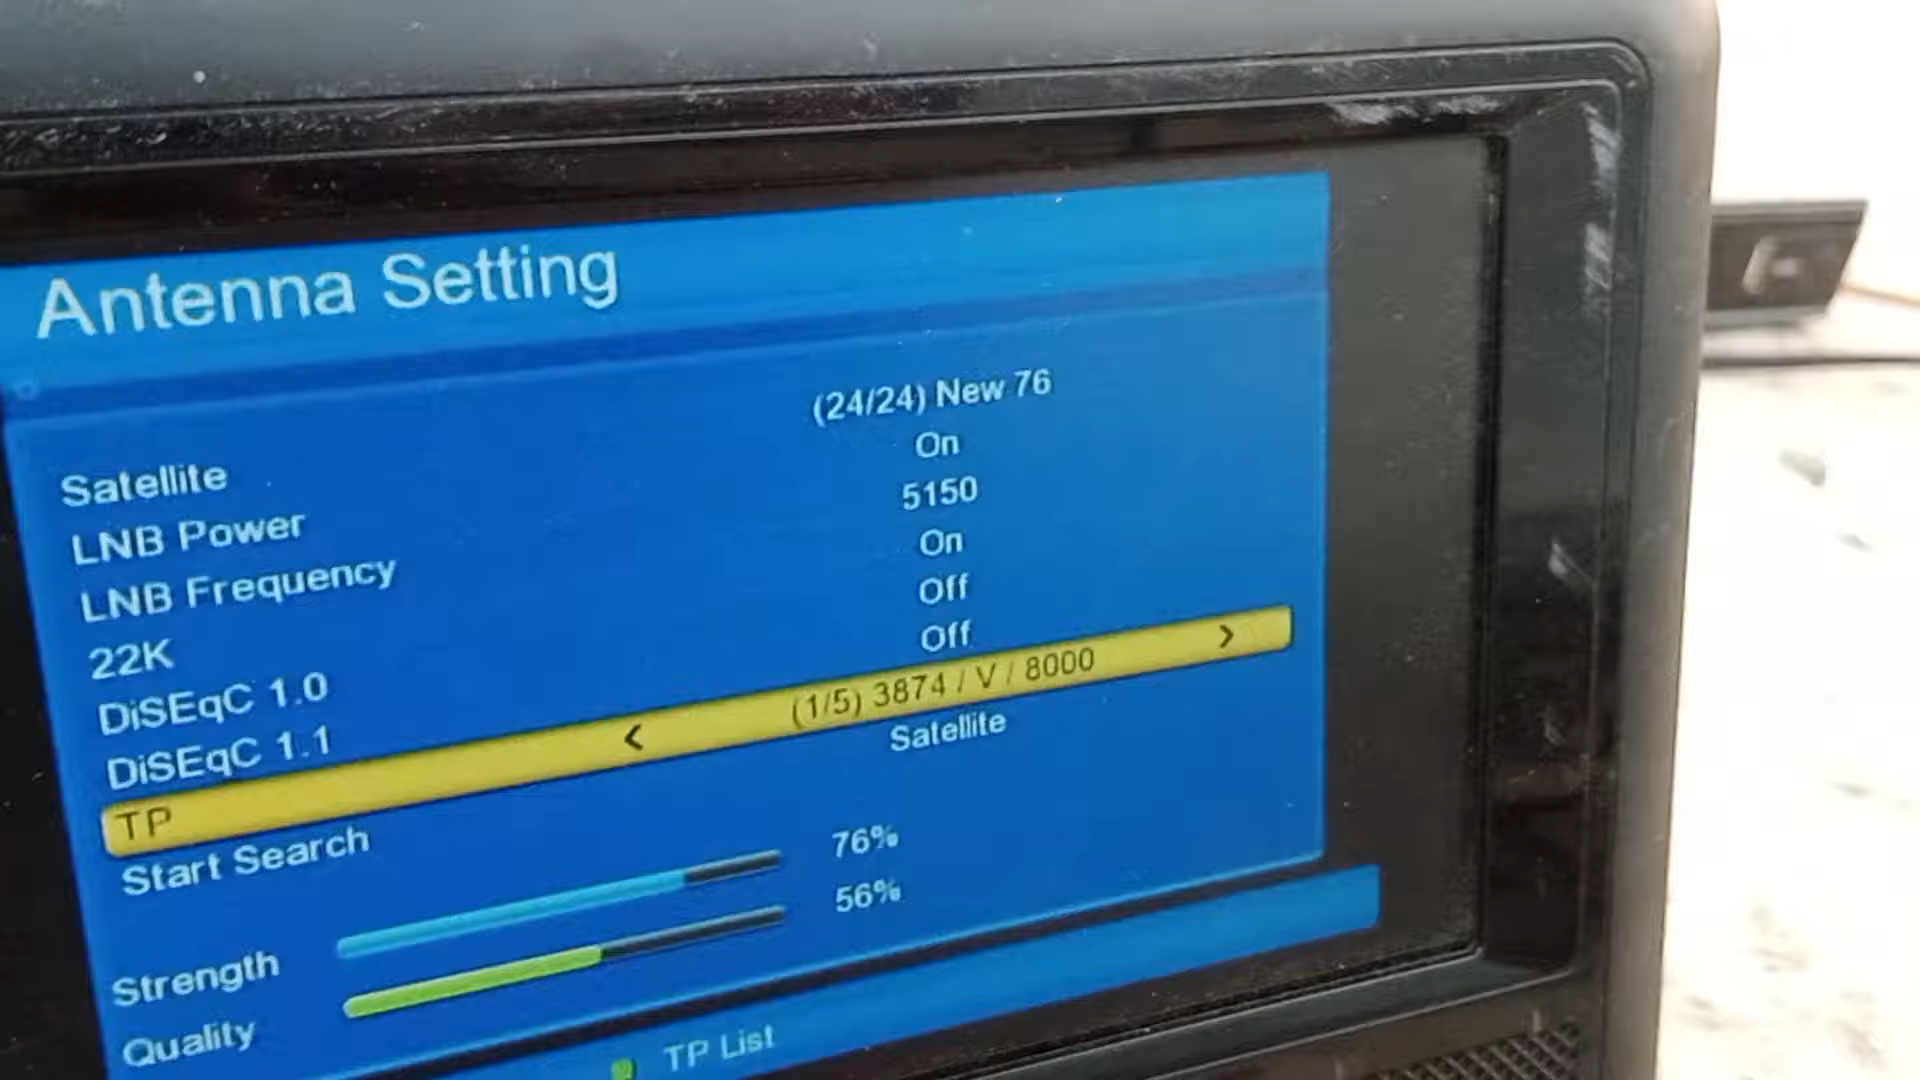 Antenna Setting
Satellite (24/24) New 76
LNB Power On
LNB Frequency 5150
22K On
DiSEqC 1.0 Off
DiSEqC 1.1 Off
TP < (1/5) 3874 / V / 8000 >
Start Search Satellite
Strength 76%
Quality 56%
TP List